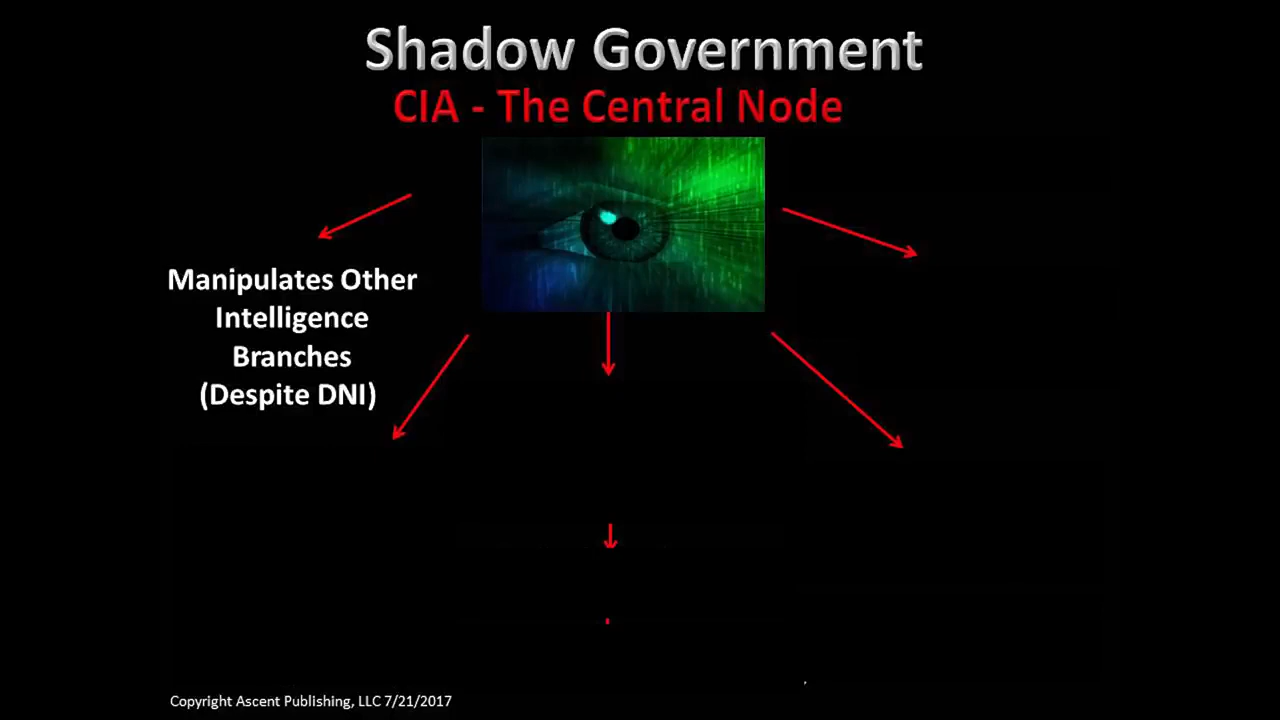 Shadow Government
CIA - The Central Node
Manipulates Other
Intelligence
Branches
(Despite DNI)
Copyright Ascent Publishing, LLC 7/21/2017